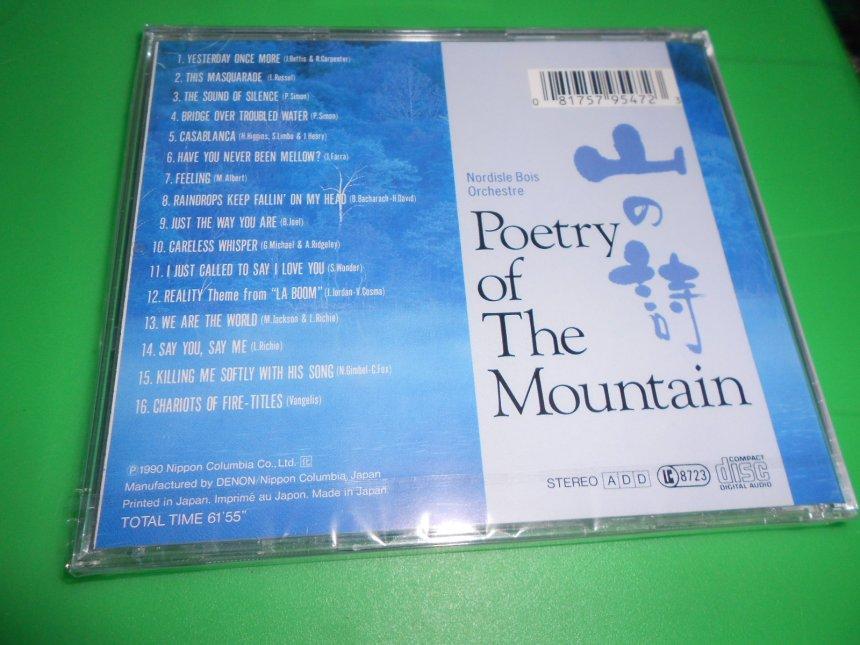 1. YESTERDAY ONCE MORE (J.Bettis & R.Carpenter)
2. THIS MASQUARADE (L.Russel)
3. THE SOUND OF SILENCE (P.Simon)
4. BRIDGE OVER TROUBLED WATER (P.Simon)
5. CASABLANCA (H.Higgins, S.Limbo & J.Heary)
6. HAVE YOU NEVER BEEN MELLOW? (J.Farra)
7. FEELING (M.Albert)
8. RAINDROPS KEEP FALLIN' ON MY HEAD (B.Bacharach-H.David)
9. JUST THE WAY YOU ARE (B.Joel)
10. CARELESS WHISPER (G.Michael & A.Ridgeley)
11. I JUST CALLED TO SAY I LOVE YOU (S.Wonder)
12. REALITY Theme from "LA BOOM" (J.Jordan-V.Cosma)
13. WE ARE THE WORLD (M.Jackson & L.Richie)
14. SAY YOU, SAY ME (L.Richie)
15. KILLING ME SOFTLY WITH HIS SONG (N.Gimbel-C.Fox)
16. CHARIOTS OF FIRE-TITLES (Vangelis)
℗ 1990 Nippon Columbia Co., Ltd.
Manufactured by DENON/Nippon Columbia, Japan
Printed in Japan. Imprimé au Japon. Made in Japan
TOTAL TIME 61'55"
0 81757 95472 3
山の詩
Nordisle Bois
Orchestre
Poetry
of
The
Mountain
STEREO ADD 8723 COMPACT disc DIGITAL AUDIO